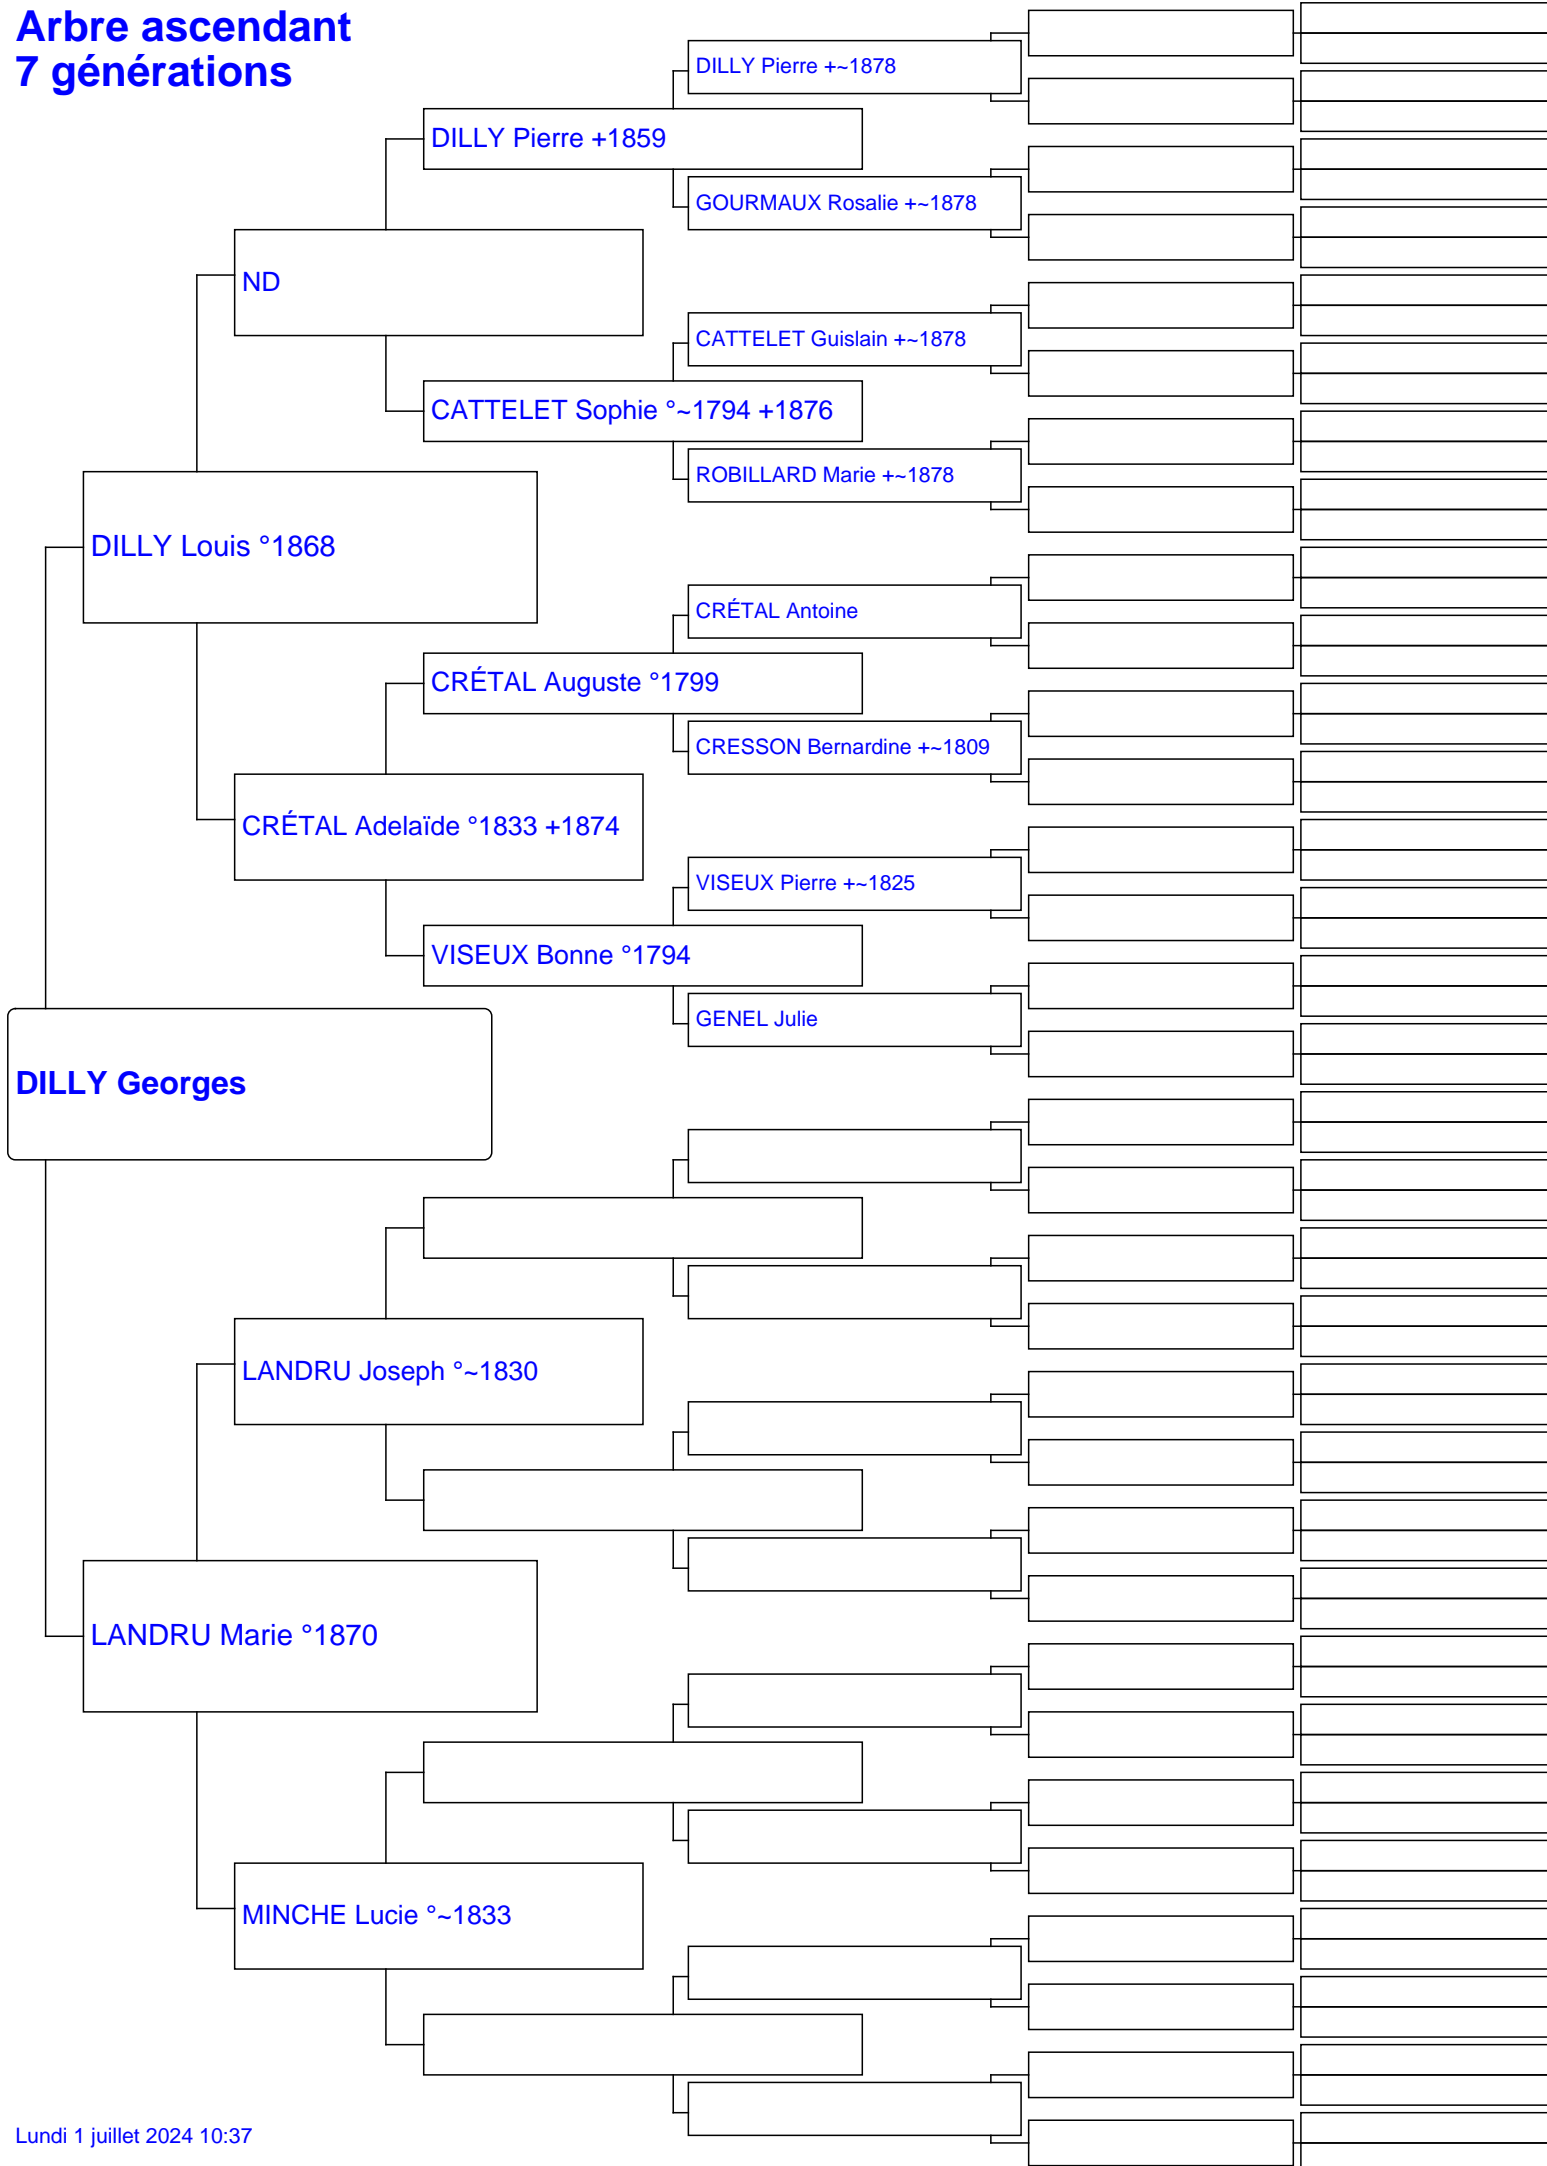 Arbre ascendant
7 générations
DILLY Pierre +~1878
DILLY Pierre +1859
GOURMAUX Rosalie +~1878
ND
CATTELET Guislain +~1878
CATTELET Sophie °~1794 +1876
ROBILLARD Marie +~1878
DILLY Louis °1868
CRÉTAL Antoine
CRÉTAL Auguste °1799
CRESSON Bernardine +~1809
CRÉTAL Adelaïde °1833 +1874
VISEUX Pierre +~1825
VISEUX Bonne °1794
GENEL Julie
DILLY Georges
LANDRU Joseph °~1830
LANDRU Marie °1870
MINCHE Lucie °~1833
Lundi 1 juillet 2024 10:37